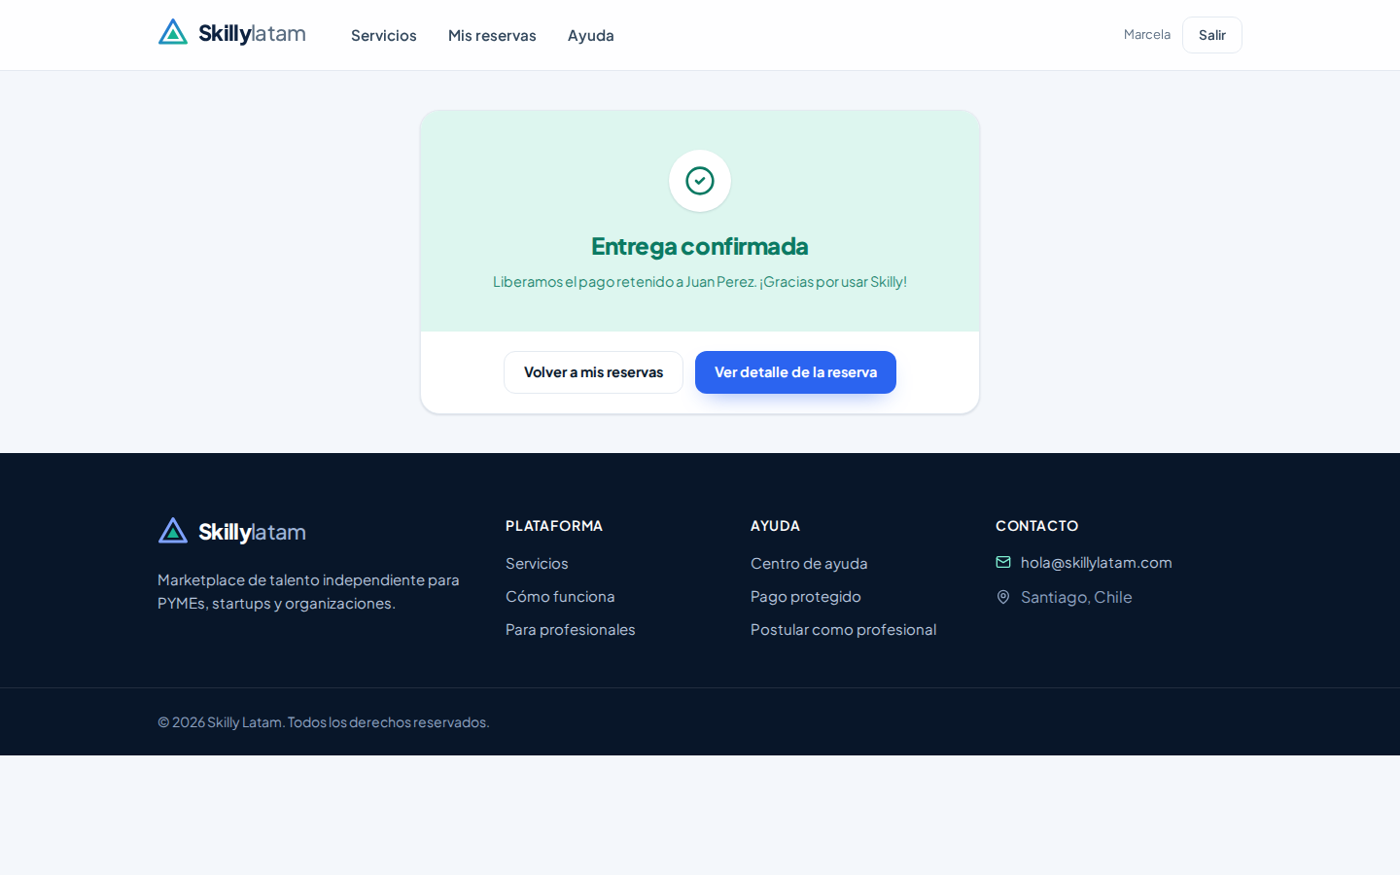 Skillylatam
Servicios
Mis reservas
Ayuda
Marcela
Salir
Entrega confirmada
Liberamos el pago retenido a Juan Perez. ¡Gracias por usar Skilly!
Volver a mis reservas
Ver detalle de la reserva
Skillylatam
Marketplace de talento independiente para
PYMEs, startups y organizaciones.
PLATAFORMA
Servicios
Cómo funciona
Para profesionales
AYUDA
Centro de ayuda
Pago protegido
Postular como profesional
CONTACTO
hola@skillylatam.com
Santiago, Chile
© 2026 Skilly Latam. Todos los derechos reservados.